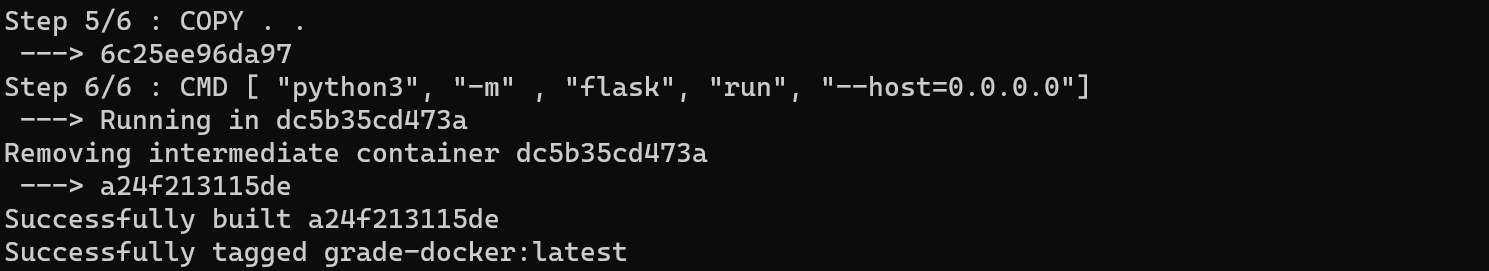 Step 5/6 : COPY . .
 ---> 6c25ee96da97
Step 6/6 : CMD [ "python3", "-m" , "flask", "run", "--host=0.0.0.0"]
 ---> Running in dc5b35cd473a
Removing intermediate container dc5b35cd473a
 ---> a24f213115de
Successfully built a24f213115de
Successfully tagged grade-docker:latest